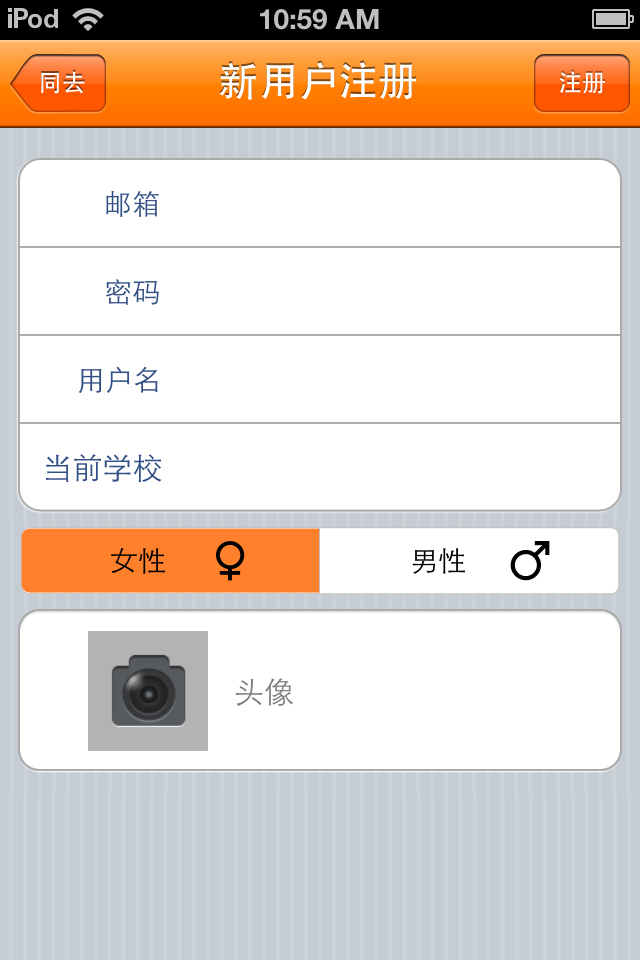 iPod 10:59 AM
同去 新用户注册 注册
邮箱
密码
用户名
当前学校
女性 ♀ 男性 ♂
头像